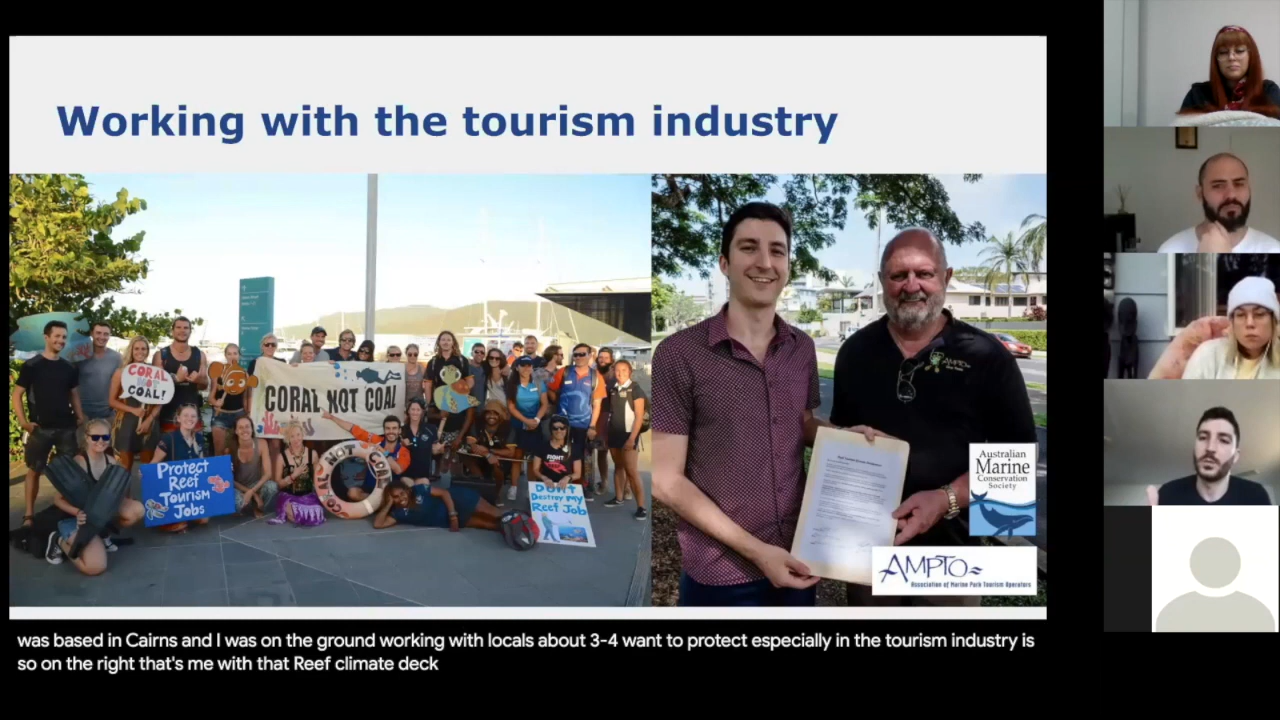 Working with the tourism industry
CORAL
NOT
COAL!
CORAL NOT COAL
Protect
Reef
Tourism
Jobs
CORAL NOT COAL
DON'T
DESTROY MY
REEF JOB
AMPTO
Australian
Marine
Conservation
Society
AMPTO
Association of Marine Park Tourism Operators
was based in Cairns and I was on the ground working with locals about 3-4 want to protect especially in the tourism industry is
so on the right that's me with that Reef climate deck